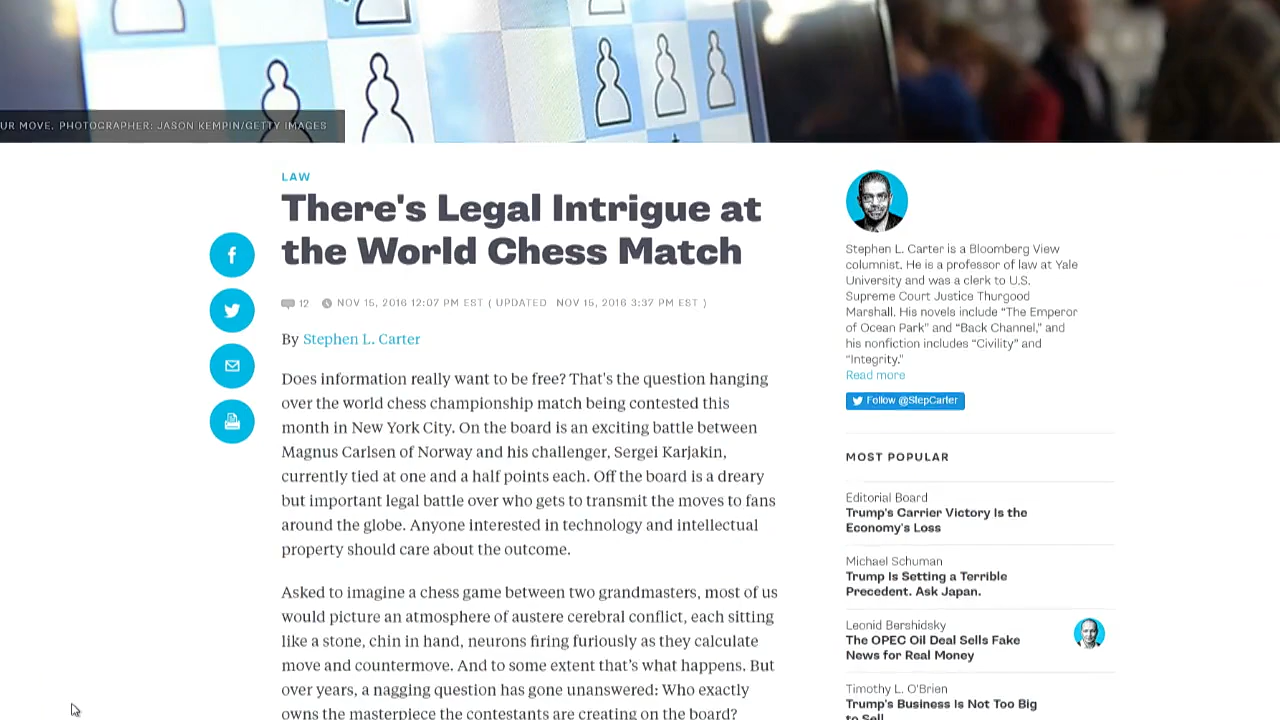 UR MOVE. PHOTOGRAPHER: JASON KEMPIN/GETTY IMAGES
LAW
There's Legal Intrigue at
the World Chess Match
12 NOV 15, 2016 12:07 PM EST ( UPDATED NOV 15, 2016 3:37 PM EST )
By Stephen L. Carter
Does information really want to be free? That's the question hanging
over the world chess championship match being contested this
month in New York City. On the board is an exciting battle between
Magnus Carlsen of Norway and his challenger, Sergei Karjakin,
currently tied at one and a half points each. Off the board is a dreary
but important legal battle over who gets to transmit the moves to fans
around the globe. Anyone interested in technology and intellectual
property should care about the outcome.
Asked to imagine a chess game between two grandmasters, most of us
would picture an atmosphere of austere cerebral conflict, each sitting
like a stone, chin in hand, neurons firing furiously as they calculate
move and countermove. And to some extent that's what happens. But
over years, a nagging question has gone unanswered: Who exactly
owns the masterpiece the contestants are creating on the board?
Stephen L. Carter is a Bloomberg View
columnist. He is a professor of law at Yale
University and was a clerk to U.S.
Supreme Court Justice Thurgood
Marshall. His novels include “The Emperor
of Ocean Park” and “Back Channel,” and
his nonfiction includes “Civility” and
“Integrity.”
Read more
Follow @StepCarter
MOST POPULAR
Editorial Board
Trump's Carrier Victory Is the
Economy's Loss
Michael Schuman
Trump Is Setting a Terrible
Precedent. Ask Japan.
Leonid Bershidsky
The OPEC Oil Deal Sells Fake
News for Real Money
Timothy L. O'Brien
Trump's Business Is Not Too Big
to Sell